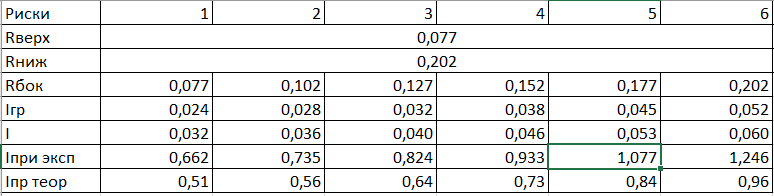 Риски 1 2 3 4 5 6
Rверх 0,077
Rниж 0,202
Rбок 0,077 0,102 0,127 0,152 0,177 0,202
Iгр 0,024 0,028 0,032 0,038 0,045 0,052
I 0,032 0,036 0,040 0,046 0,053 0,060
Iпри эксп 0,662 0,735 0,824 0,933 1,077 1,246
Iпр теор 0,51 0,56 0,64 0,73 0,84 0,96